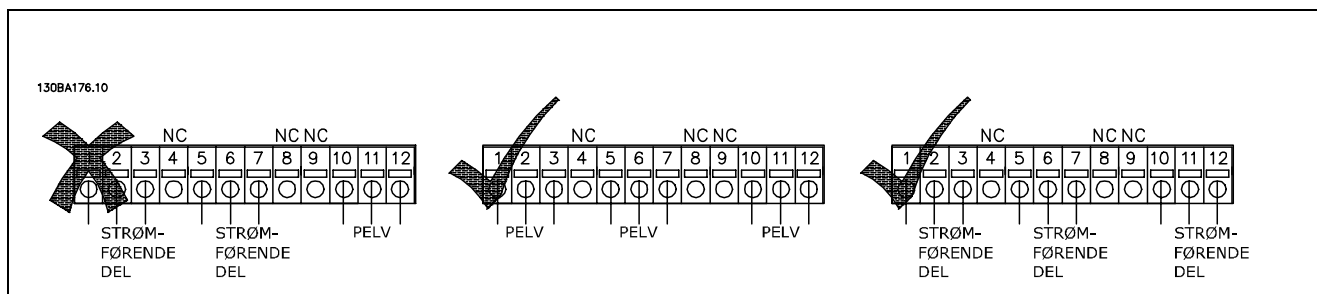 130BA176.10
NC NC NC
2 3 4 5 6 7 8 9 10 11 12
STRØM-
FØRENDE
DEL
STRØM-
FØRENDE
DEL
PELV
NC NC NC
1 2 3 4 5 6 7 8 9 10 11 12
PELV PELV PELV
NC NC NC
1 2 3 4 5 6 7 8 9 10 11 12
STRØM-
FØRENDE
DEL
STRØM-
FØRENDE
DEL
STRØM-
FØRENDE
DEL